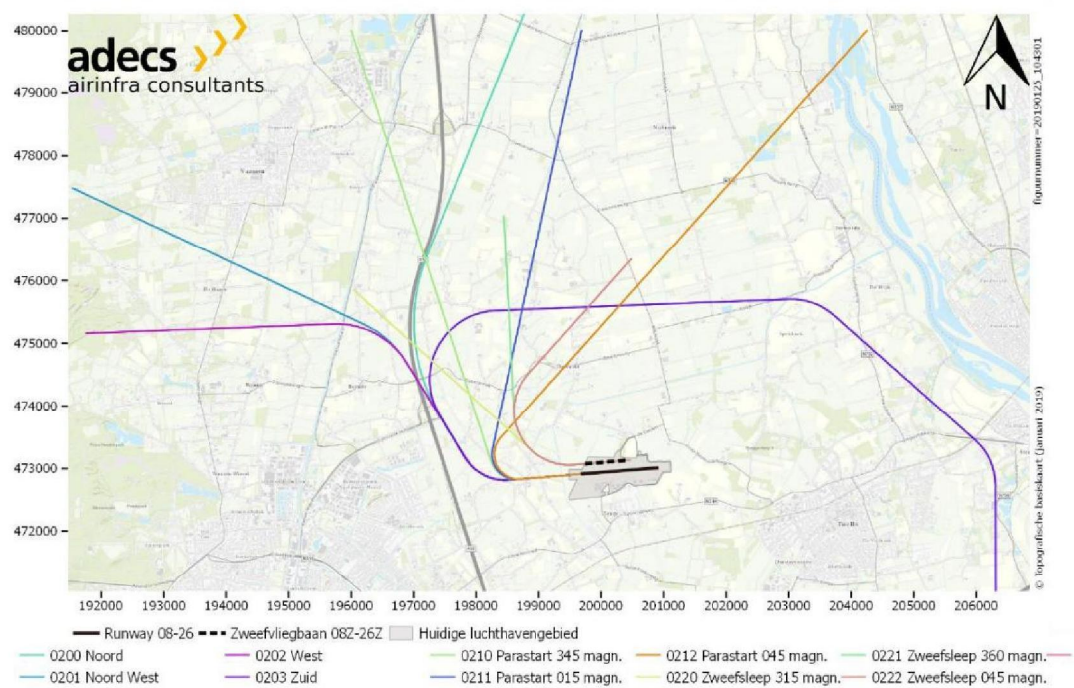 480000
adecs
airinfra consultants
479000
478000
477000
476000
475000
474000
473000
472000
192000 193000 194000 195000 196000 197000 198000 199000 200000 201000 202000 203000 204000 205000 206000
N
figuurnummer=20190125_104301
© Topografische basiskaart (januari 2019)
Runway 08-26 Zweefvliegbaan 08Z-26Z Huidige luchthavengebied
0200 Noord 0202 West 0210 Parastart 345 magn. 0212 Parastart 045 magn. 0221 Zweefsleep 360 magn.
0201 Noord West 0203 Zuid 0211 Parastart 015 magn. 0220 Zweefsleep 315 magn. 0222 Zweefsleep 045 magn.